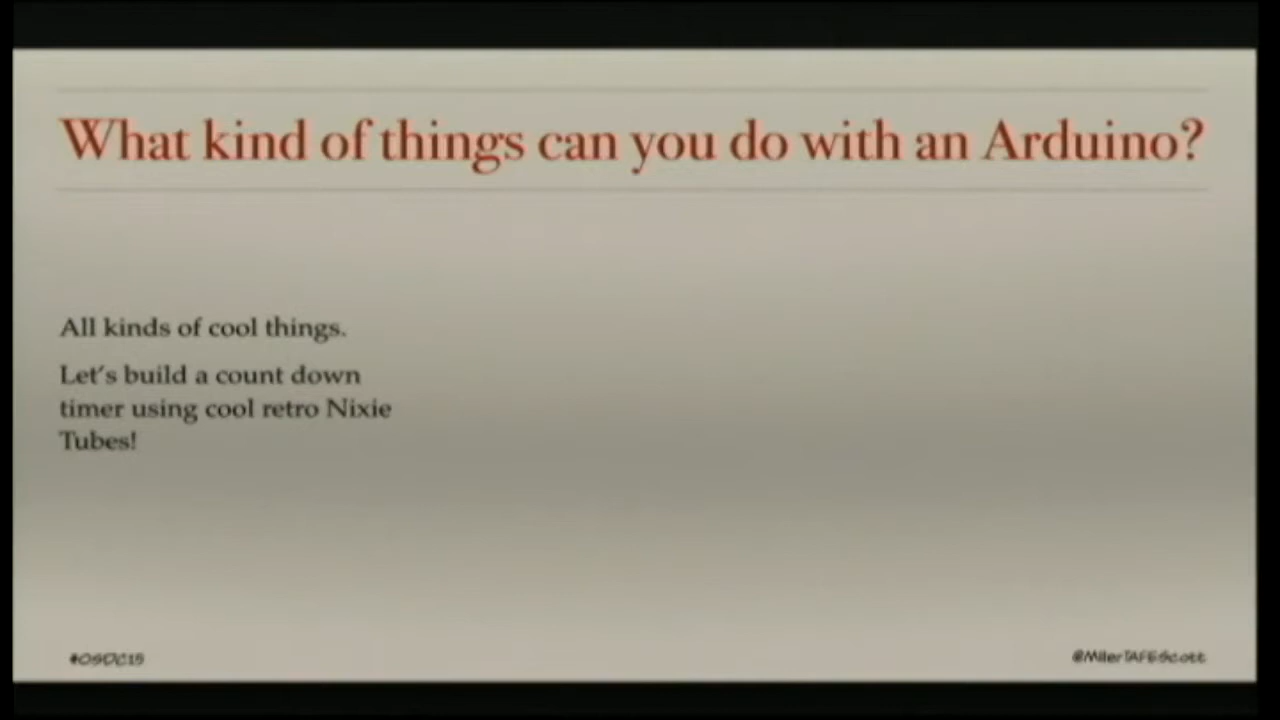 What kind of things can you do with an Arduino?
All kinds of cool things.
Let's build a count down
timer using cool retro Nixie
Tubes!
#OSDC15
@MillerTAFEScott